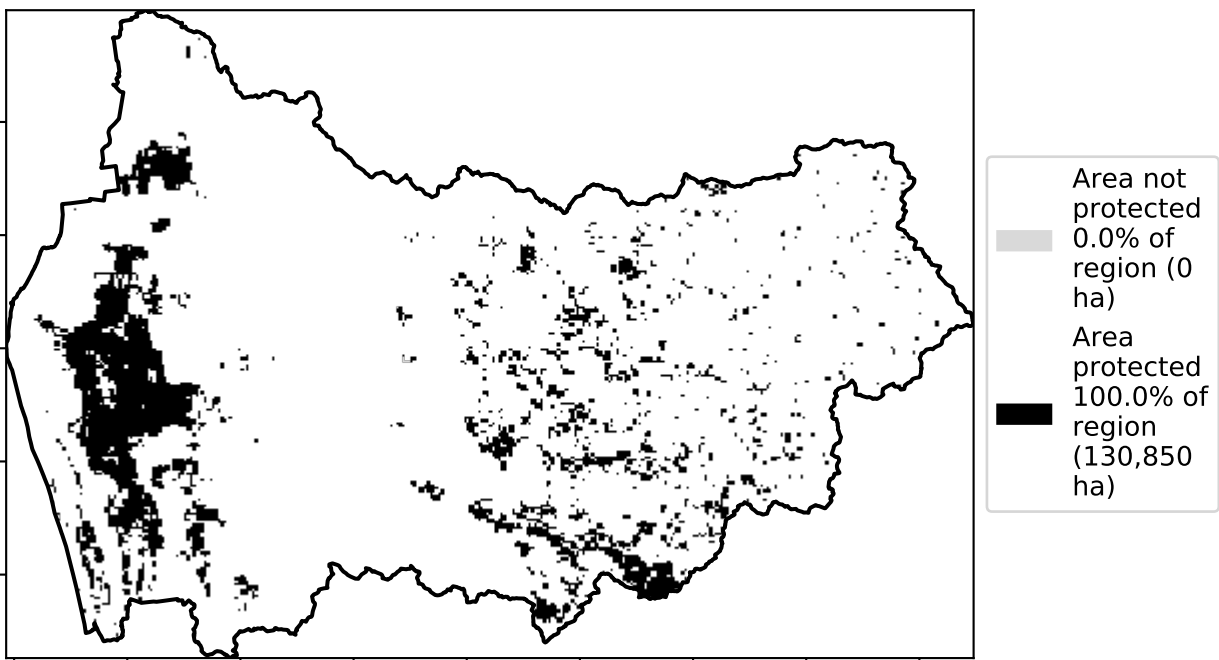 Area not
protected
0.0% of
region (0
ha)
Area
protected
100.0% of
region
(130,850
ha)